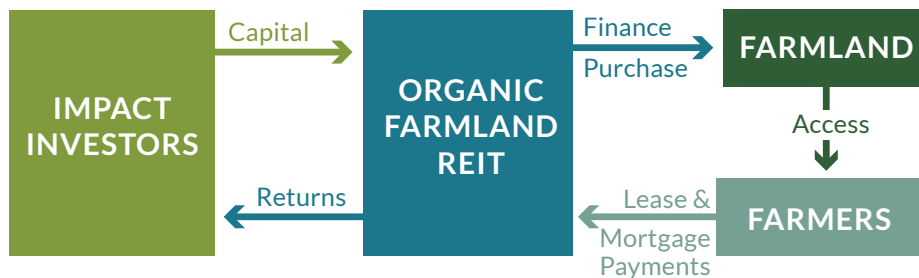 IMPACT
INVESTORS
Capital
Returns
ORGANIC
FARMLAND
REIT
Finance
Purchase
FARMLAND
Access
FARMERS
Lease &
Mortgage
Payments